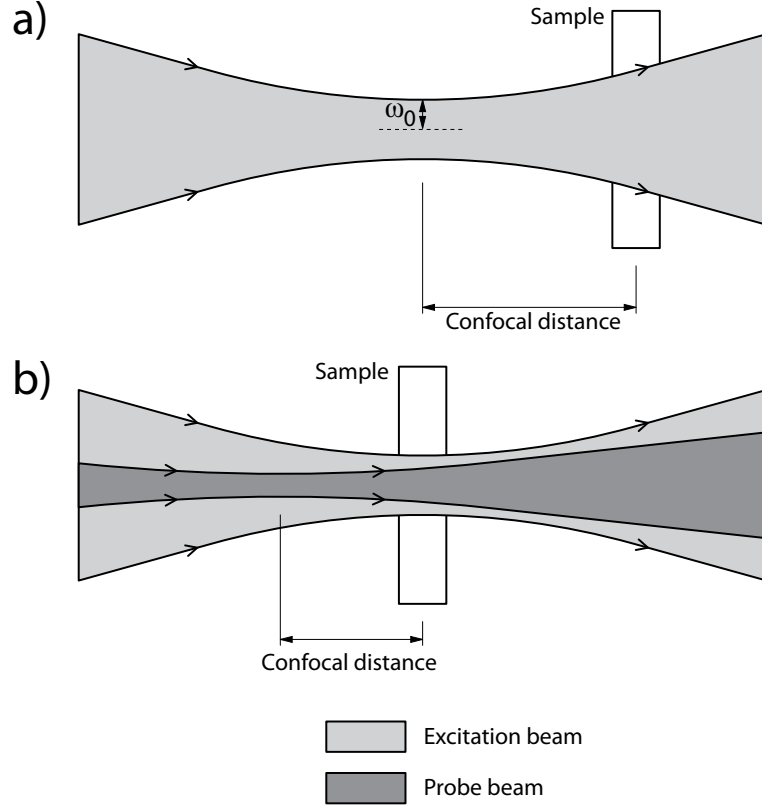 a)
Sample
ω0
Confocal distance
b)
Sample
Confocal distance
Excitation beam
Probe beam